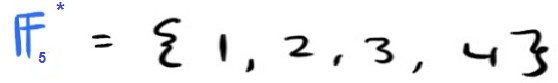 𝔽₅* = { 1, 2, 3, 4 }